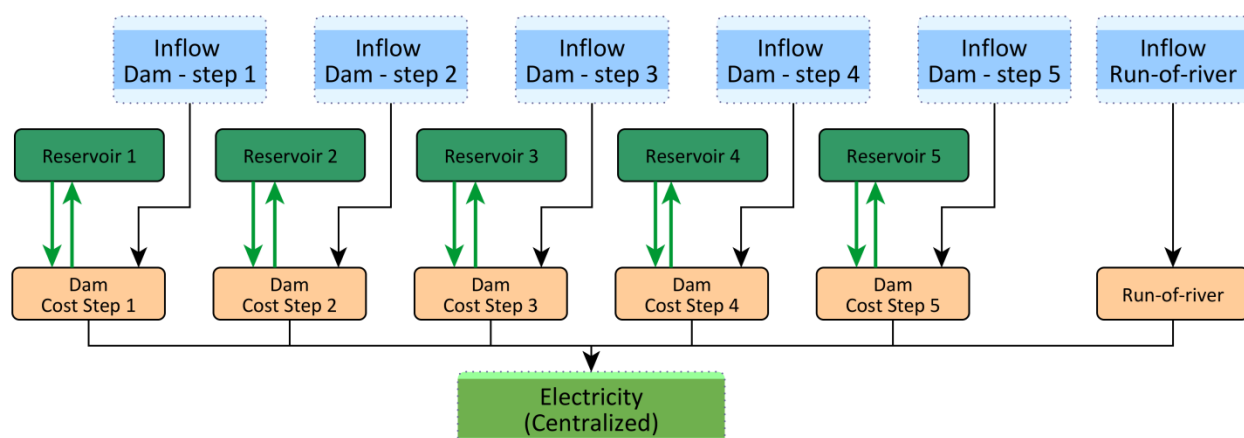 Inflow
Dam - step 1
Inflow
Dam - step 2
Inflow
Dam - step 3
Inflow
Dam - step 4
Inflow
Dam - step 5
Inflow
Run-of-river
Reservoir 1
Reservoir 2
Reservoir 3
Reservoir 4
Reservoir 5
Dam
Cost Step 1
Dam
Cost Step 2
Dam
Cost Step 3
Dam
Cost Step 4
Dam
Cost Step 5
Run-of-river
Electricity
(Centralized)